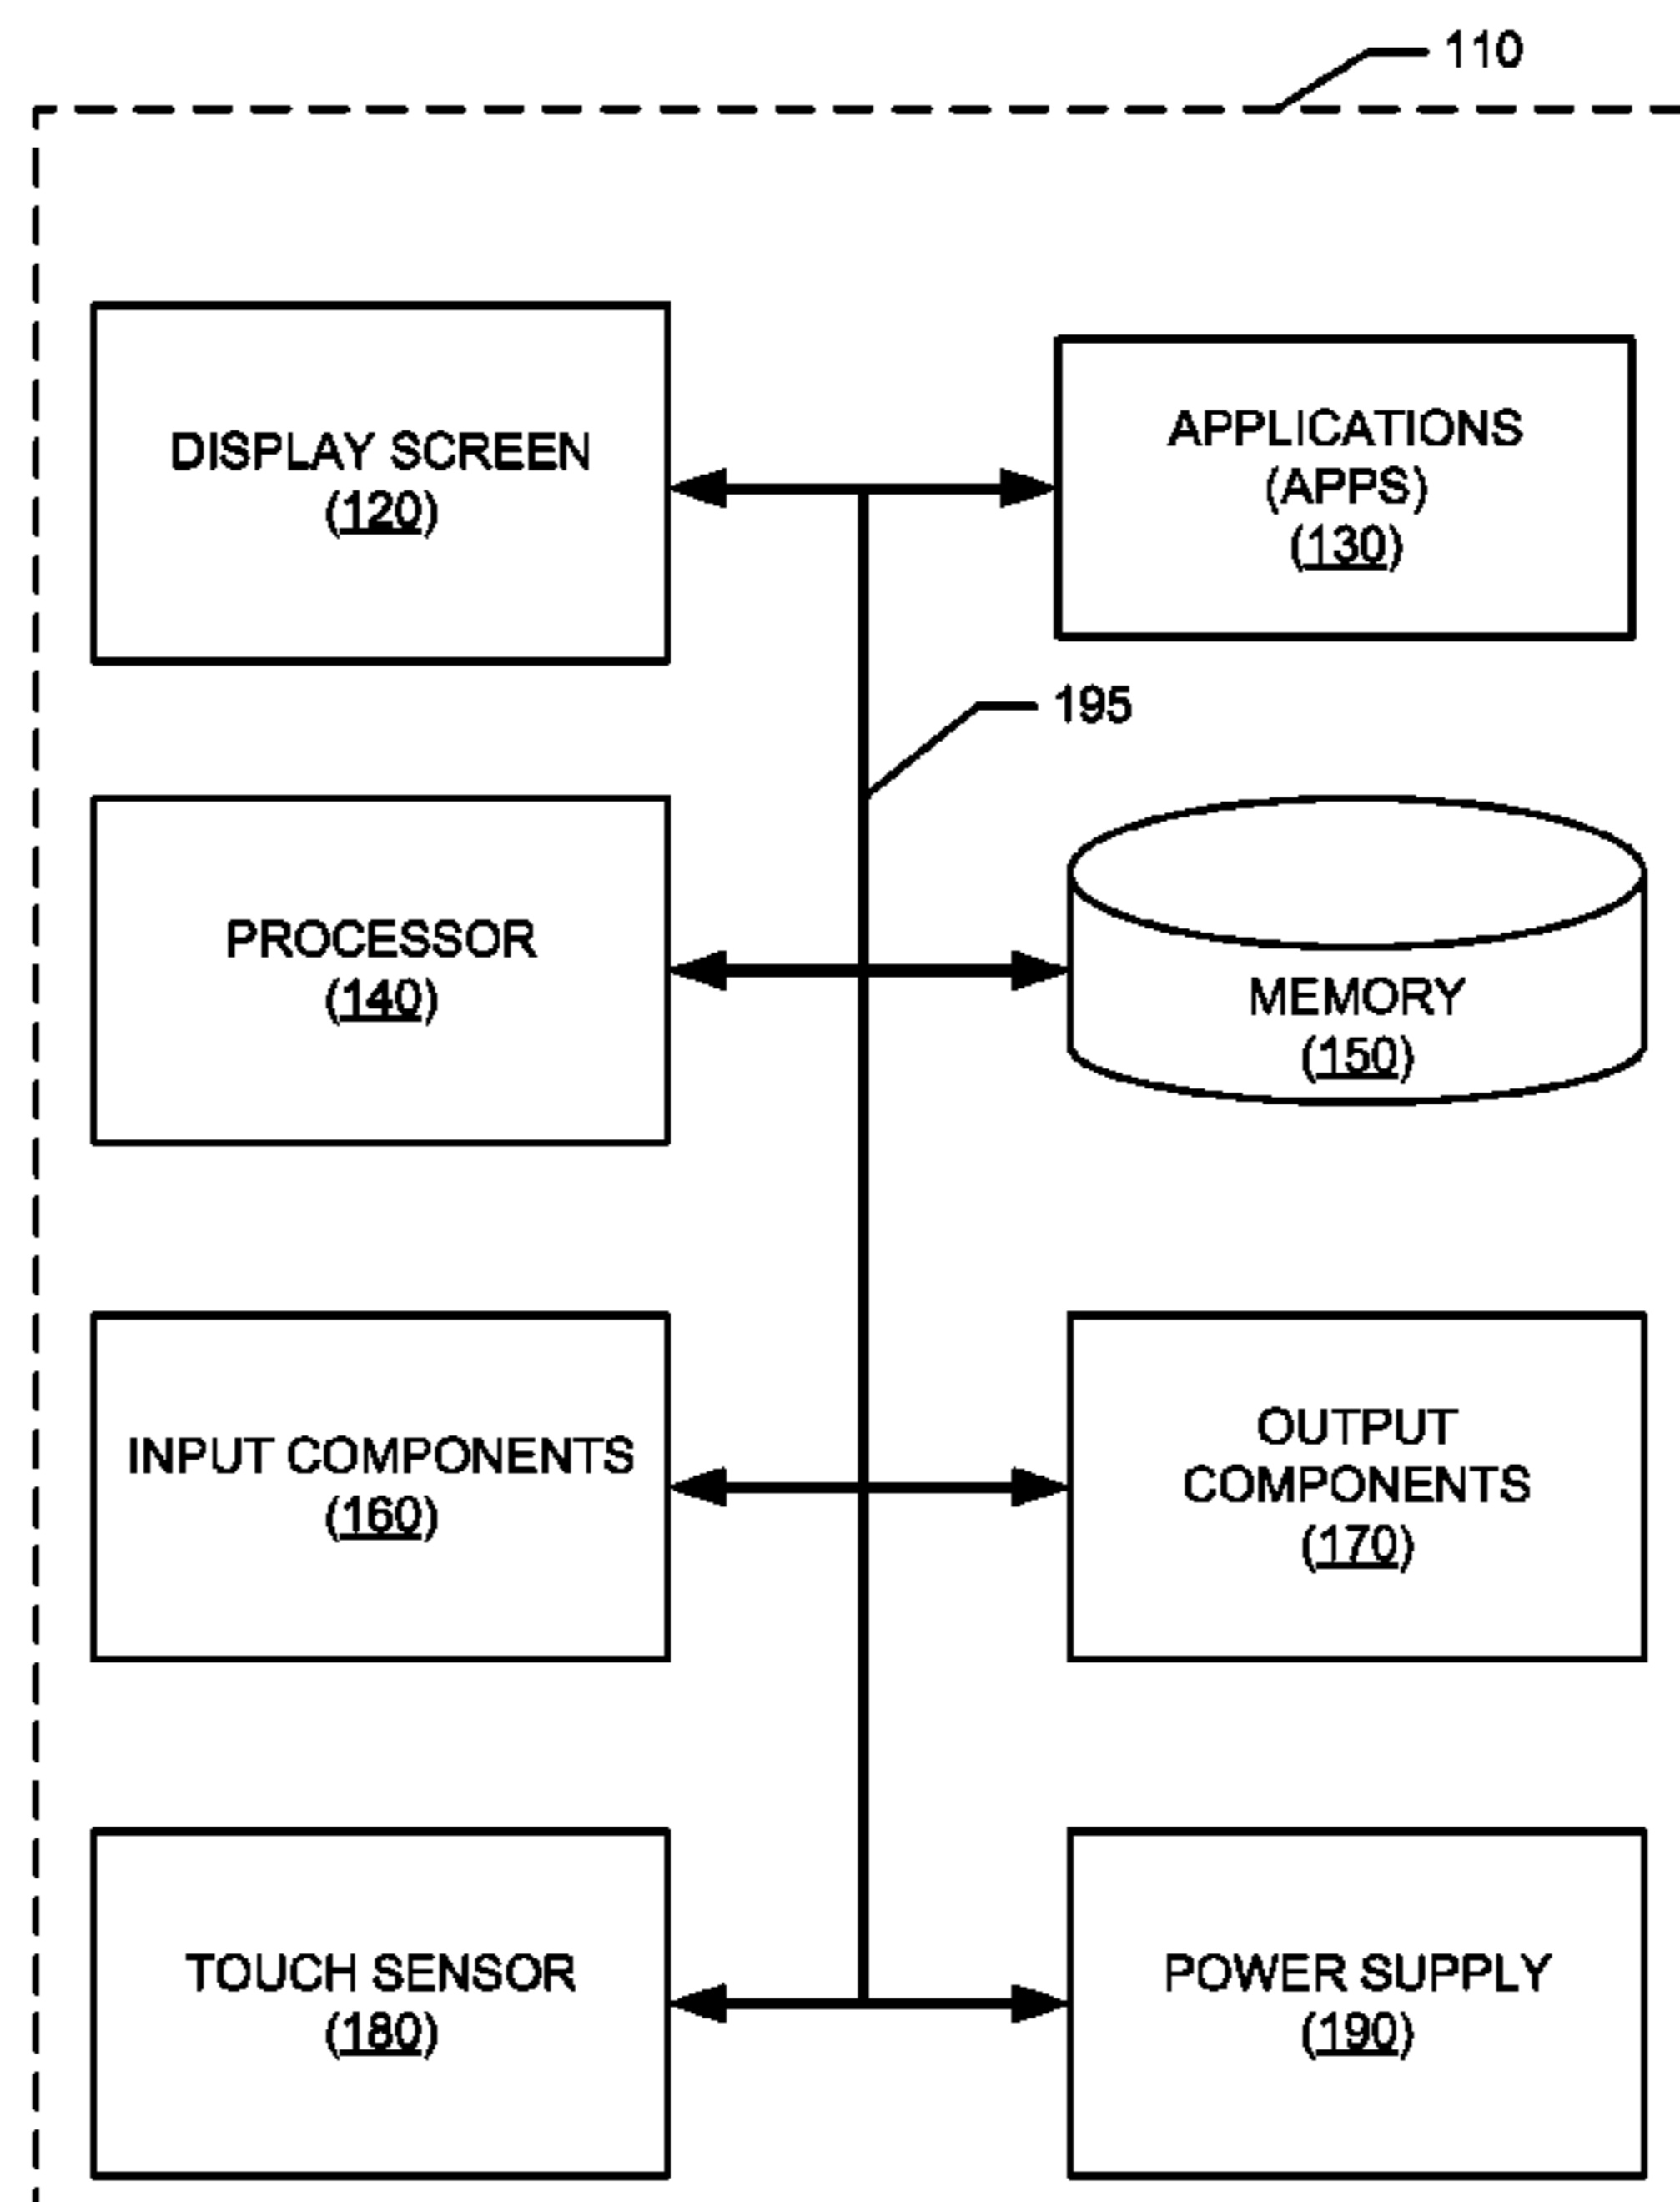 110
DISPLAY SCREEN
(120)
APPLICATIONS
(APPS)
(130)
195
PROCESSOR
(140)
MEMORY
(150)
INPUT COMPONENTS
(160)
OUTPUT
COMPONENTS
(170)
TOUCH SENSOR
(180)
POWER SUPPLY
(190)